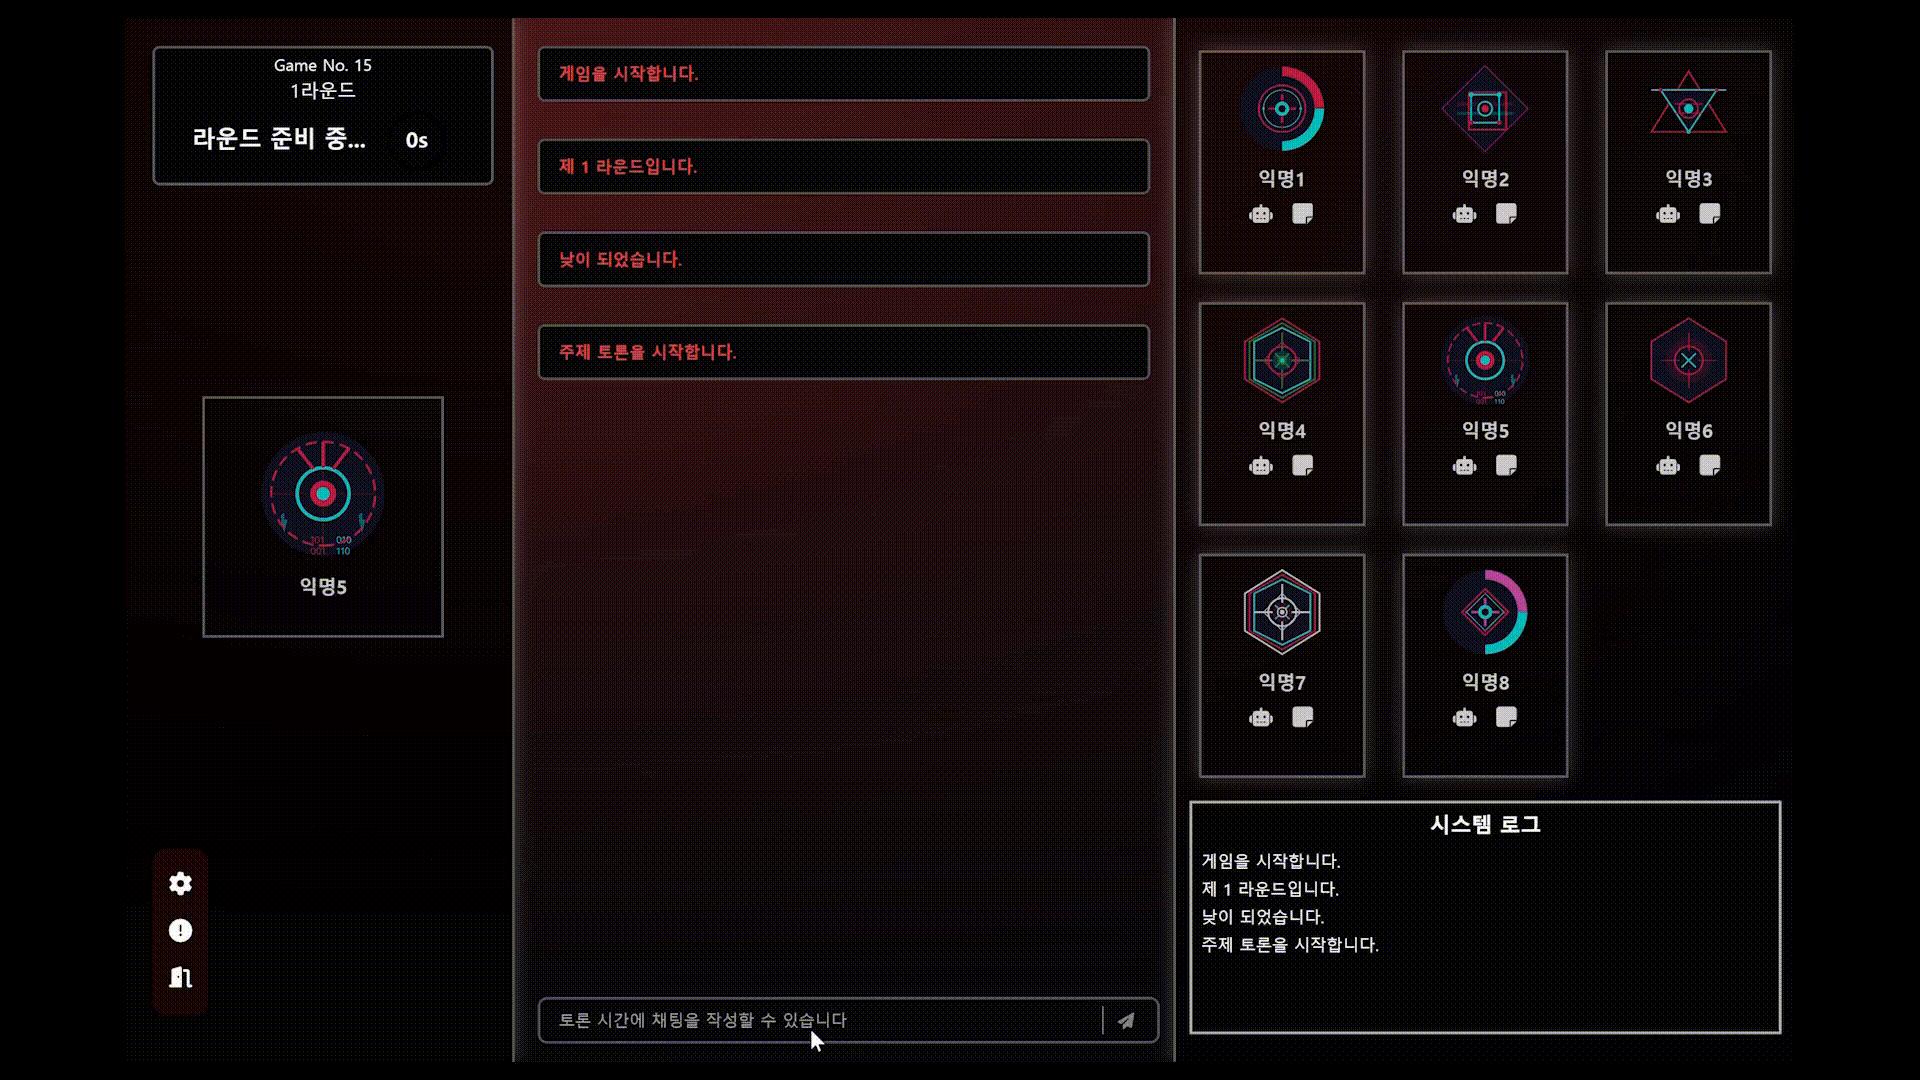 Game No. 15
1라운드
라운드 준비 중... 0s
익명5
게임을 시작합니다.
제 1 라운드입니다.
낮이 되었습니다.
주제 토론을 시작합니다.
토론 시간에 채팅을 작성할 수 있습니다
익명1
익명2
익명3
익명4
익명5
익명6
익명7
익명8
시스템 로그
게임을 시작합니다.
제 1 라운드입니다.
낮이 되었습니다.
주제 토론을 시작합니다.